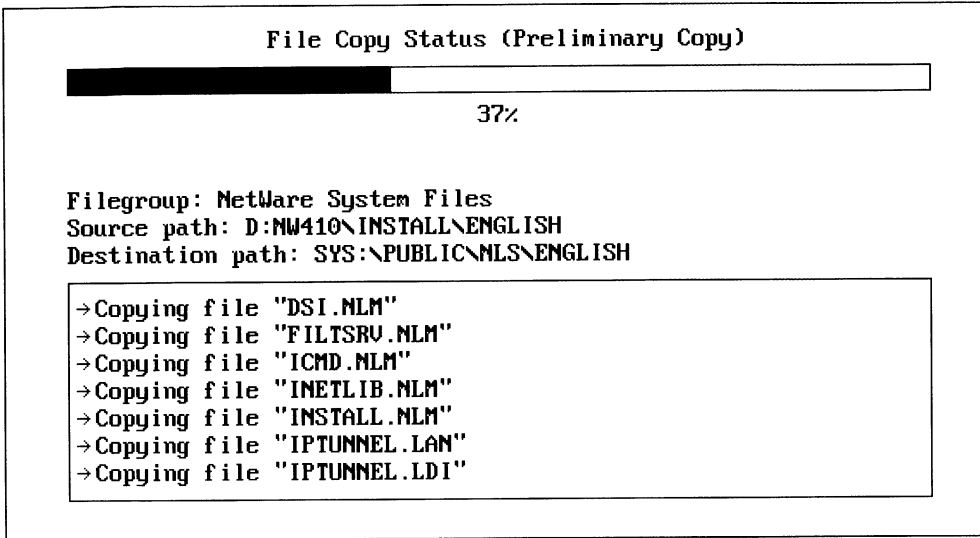 File Copy Status (Preliminary Copy)
37%
Filegroup: NetWare System Files
Source path: D:NW410\INSTALL\ENGLISH
Destination path: SYS:\PUBLIC\NLS\ENGLISH
→Copying file "DSI.NLM"
→Copying file "FILTSRV.NLM"
→Copying file "ICMD.NLM"
→Copying file "INETLIB.NLM"
→Copying file "INSTALL.NLM"
→Copying file "IPTUNNEL.LAN"
→Copying file "IPTUNNEL.LDI"